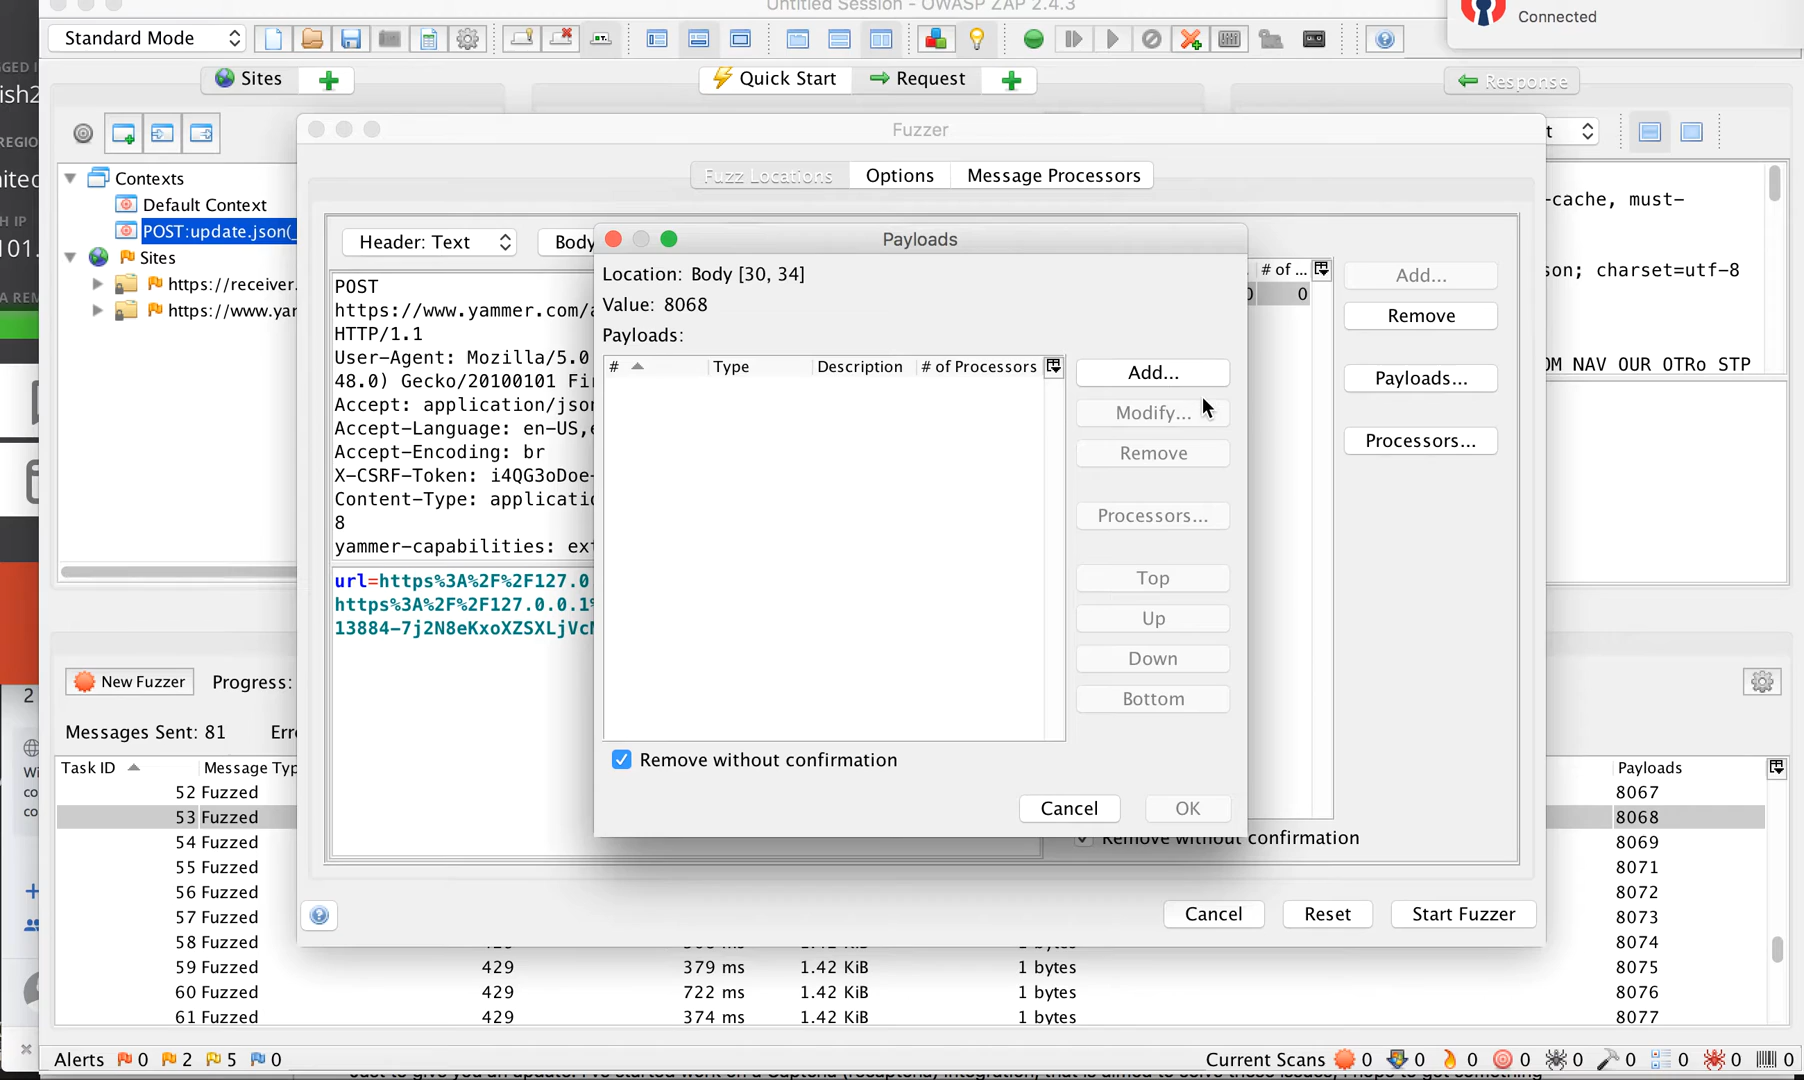 Untitled Session - OWASP ZAP 2.4.3
Connected
Standard Mode
Sites
Quick Start
Request
Response
Fuzzer
Fuzz Locations
Options
Message Processors
Contexts
Default Context
POST:update.json(
Sites
https://receiver.
https://www.yar
Header: Text
Body
POST
https://www.yammer.com/a
HTTP/1.1
User-Agent: Mozilla/5.0
48.0) Gecko/20100101 Fi
Accept: application/jso
Accept-Language: en-US,
Accept-Encoding: br
X-CSRF-Token: i4QG3oDoe-
Content-Type: applicati
8
yammer-capabilities: ex
url=https%3A%2F%2F127.0
https%3A%2F%2F127.0.0.1%
13884-7j2N8eKxoXZSXLjVcM
Payloads
Location: Body [30, 34]
Value: 8068
Payloads:
# Type Description # of Processors
Add...
Modify...
Remove
Processors...
Top
Up
Down
Bottom
Remove without confirmation
Cancel
OK
# of ...
0
Add...
Remove
Payloads...
Processors...
Remove without confirmation
Cancel
Reset
Start Fuzzer
-cache, must-
son; charset=utf-8
OM NAV OUR OTRo STP
New Fuzzer
Progress:
Messages Sent: 81
Task ID
Message Typ
Payloads
52 Fuzzed 8067
53 Fuzzed 8068
54 Fuzzed 8069
55 Fuzzed 8071
56 Fuzzed 8072
57 Fuzzed 8073
58 Fuzzed 8074
59 Fuzzed 429 379 ms 1.42 KiB 1 bytes 8075
60 Fuzzed 429 722 ms 1.42 KiB 1 bytes 8076
61 Fuzzed 429 374 ms 1.42 KiB 1 bytes 8077
Alerts 0 2 5 0
Current Scans 0 0 0 0 0 0 0 0 0